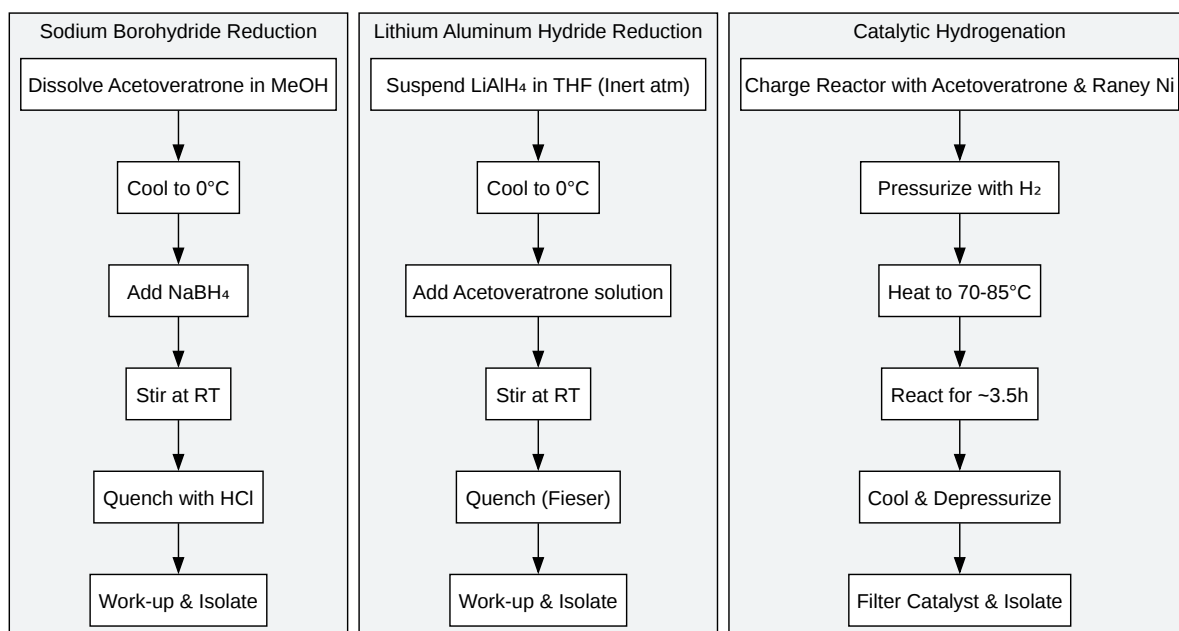 Sodium Borohydride Reduction
Dissolve Acetoveratrone in MeOH
Cool to 0°C
Add NaBH₄
Stir at RT
Quench with HCl
Work-up & Isolate
Lithium Aluminum Hydride Reduction
Suspend LiAlH₄ in THF (Inert atm)
Cool to 0°C
Add Acetoveratrone solution
Stir at RT
Quench (Fieser)
Work-up & Isolate
Catalytic Hydrogenation
Charge Reactor with Acetoveratrone & Raney Ni
Pressurize with H₂
Heat to 70-85°C
React for ~3.5h
Cool & Depressurize
Filter Catalyst & Isolate